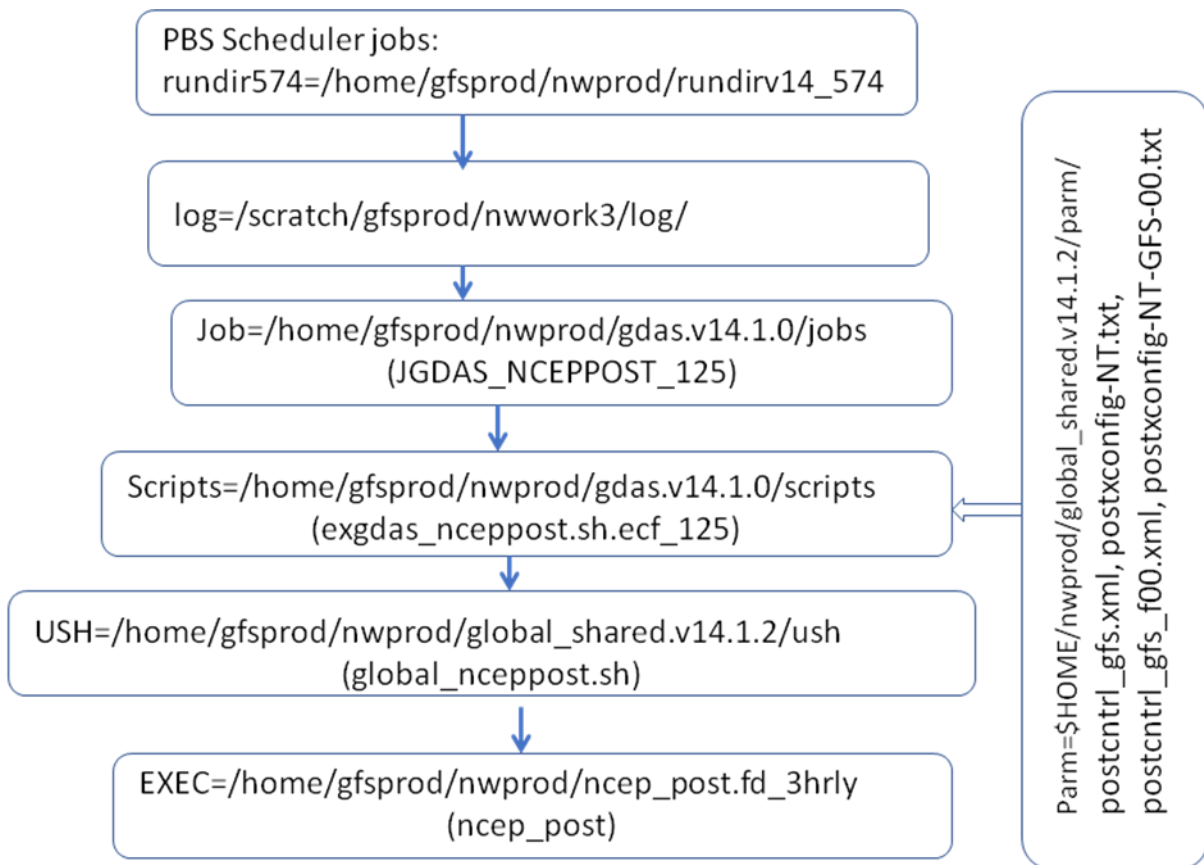 PBS Scheduler jobs:
rundir574=/home/gfsprod/nwprod/rundirv14_574
log=/scratch/gfsprod/nwwork3/log/
Job=/home/gfsprod/nwprod/gdas.v14.1.0/jobs
(JGDAS_NCEPPOST_125)
Scripts=/home/gfsprod/nwprod/gdas.v14.1.0/scripts
(exgdas_nceppost.sh.ecf_125)
USH=/home/gfsprod/nwprod/global_shared.v14.1.2/ush
(global_nceppost.sh)
EXEC=/home/gfsprod/nwprod/ncep_post.fd_3hrly
(ncep_post)
Parm=$HOME/nwprod/global_shared.v14.1.2/parm/
postcntrl_gfs.xml, postxconfig-NT.txt,
postcntrl_gfs_f00.xml, postxconfig-NT-GFS-00.txt